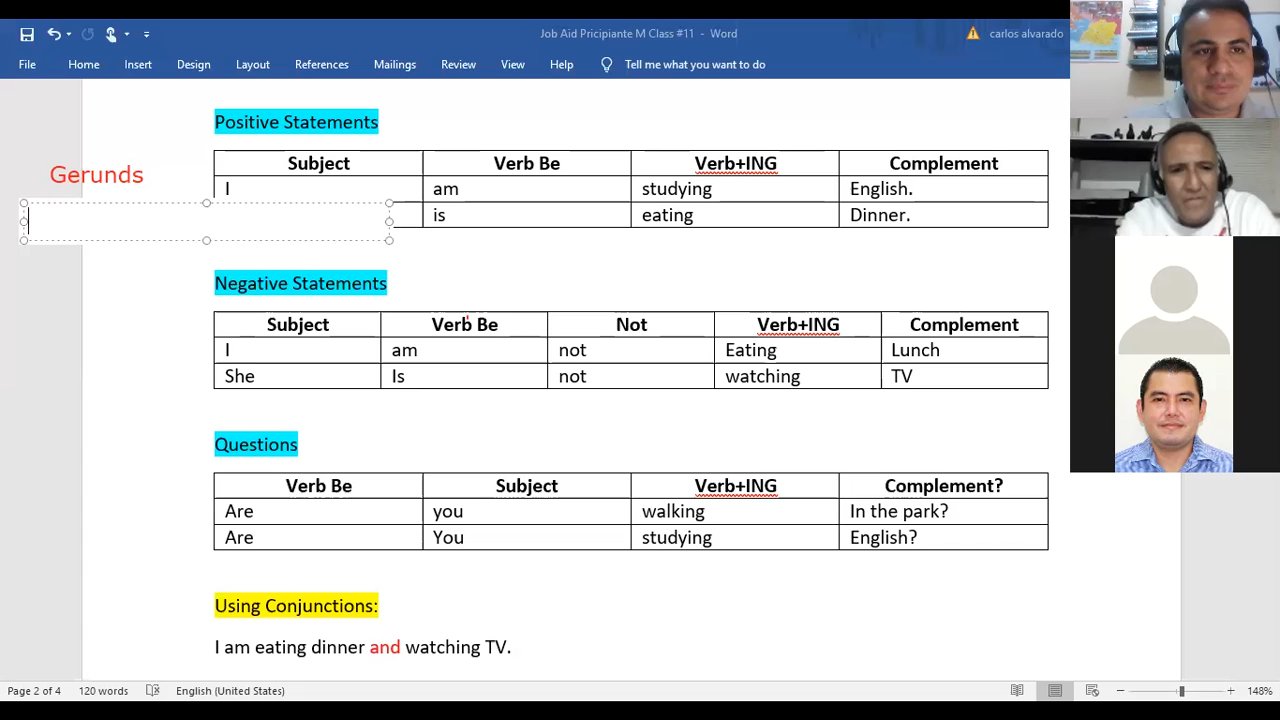 Job Aid Pricipiante M Class #11 - Word
carlos alvarado
File Home Insert Design Layout References Mailings Review View Help Tell me what you want to do
Positive Statements
Gerunds
Subject Verb Be Verb+ING Complement
I am studying English.
is eating Dinner.
Negative Statements
Subject Verb Be Not Verb+ING Complement
I am not Eating Lunch
She Is not watching TV
Questions
Verb Be Subject Verb+ING Complement?
Are you walking In the park?
Are You studying English?
Using Conjunctions:
I am eating dinner and watching TV.
Page 2 of 4 120 words English (United States) 148%